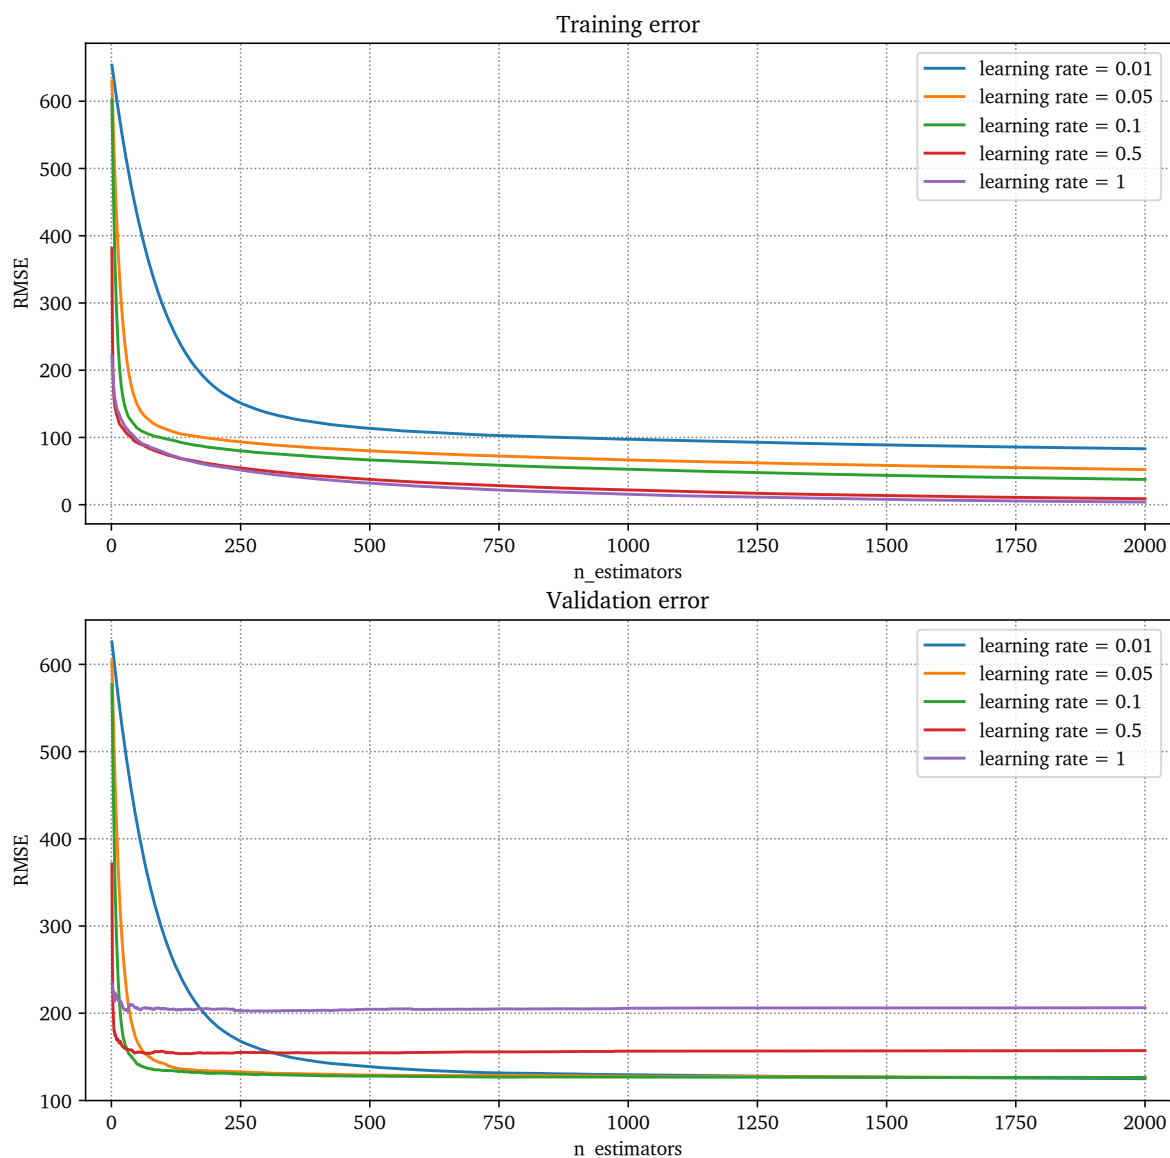 Training error
learning rate = 0.01
learning rate = 0.05
learning rate = 0.1
learning rate = 0.5
learning rate = 1
RMSE
600
500
400
300
200
100
0
0 250 500 750 1000 1250 1500 1750 2000
n_estimators
Validation error
learning rate = 0.01
learning rate = 0.05
learning rate = 0.1
learning rate = 0.5
learning rate = 1
RMSE
600
500
400
300
200
100
0 250 500 750 1000 1250 1500 1750 2000
n estimators